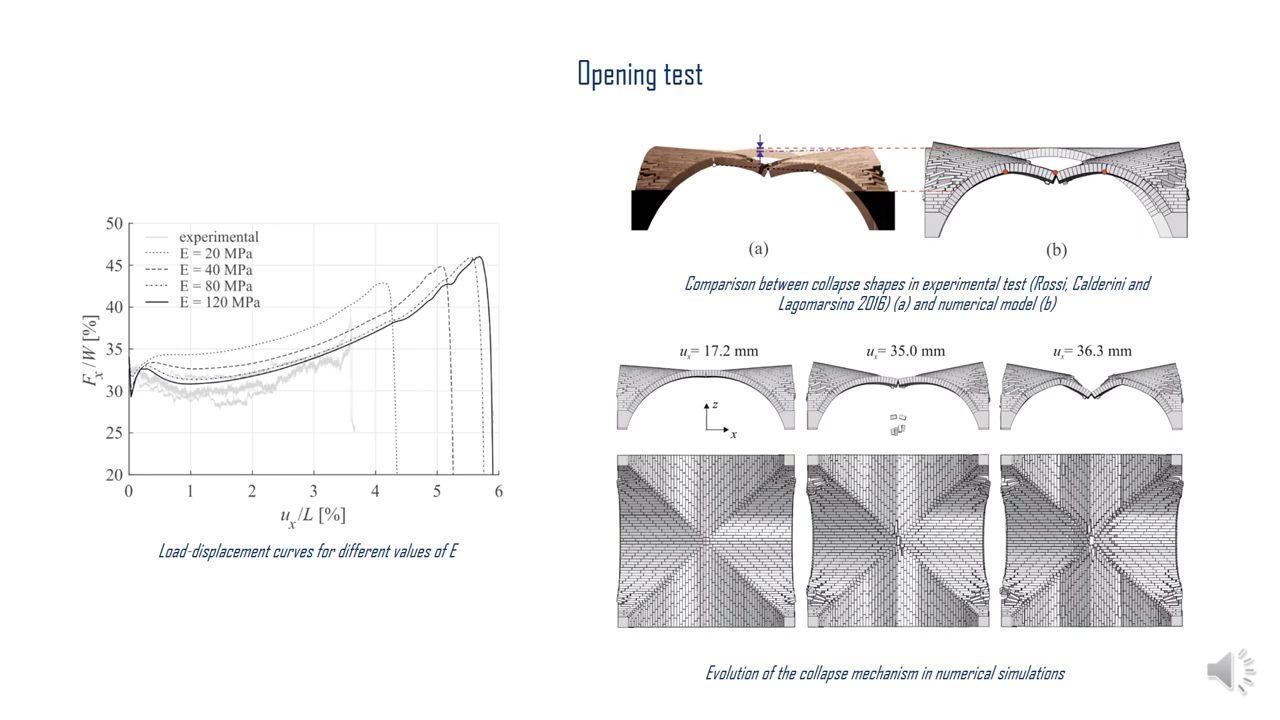 Opening test
50
45
40
35
30
25
20
0 1 2 3 4 5 6
F_x/W [%]
u_x/L [%]
experimental
E = 20 MPa
E = 40 MPa
E = 80 MPa
E = 120 MPa
Load-displacement curves for different values of E
(a) (b)
Comparison between collapse shapes in experimental test (Rossi, Calderini and
Lagomarsino 2016) (a) and numerical model (b)
u_x= 17.2 mm u_x= 35.0 mm u_x= 36.3 mm
z
x
Evolution of the collapse mechanism in numerical simulations